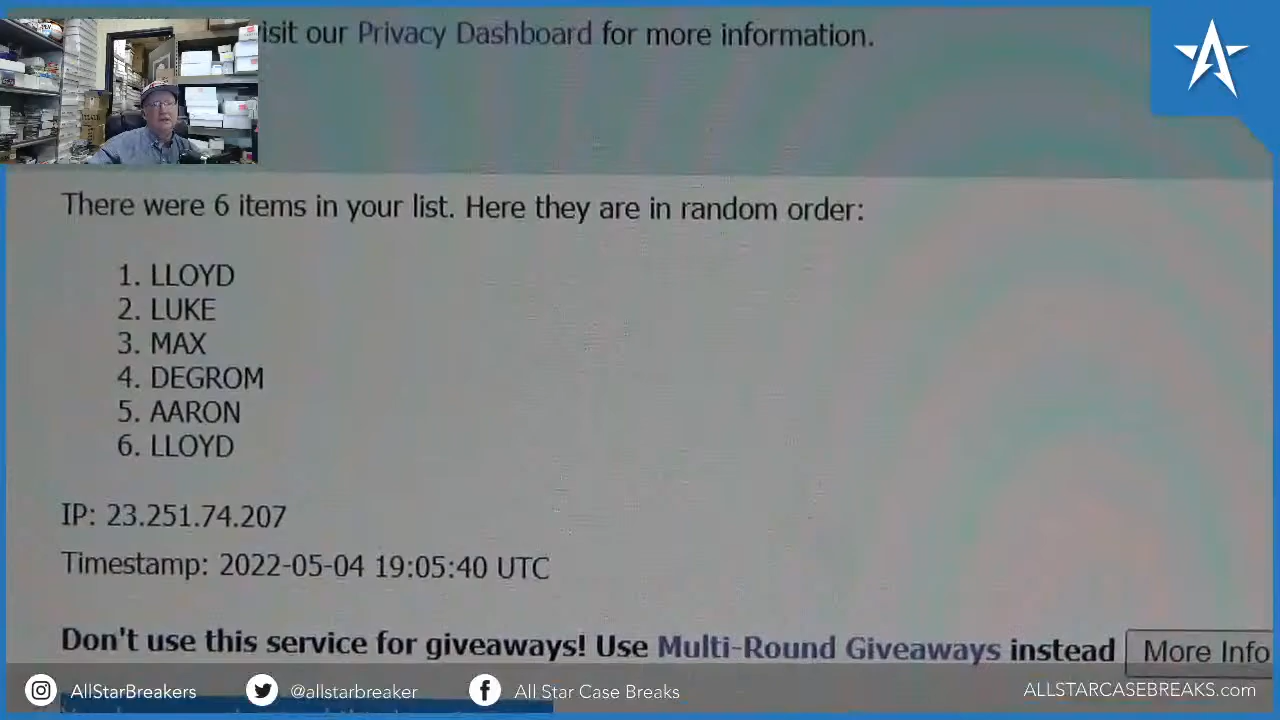 visit our Privacy Dashboard for more information.
There were 6 items in your list. Here they are in random order:
1. LLOYD
2. LUKE
3. MAX
4. DEGROM
5. AARON
6. LLOYD
IP: 23.251.74.207
Timestamp: 2022-05-04 19:05:40 UTC
Don't use this service for giveaways! Use Multi-Round Giveaways instead More Info
AllStarBreakers @allstarbreaker All Star Case Breaks ALLSTARCASEBREAKS.com